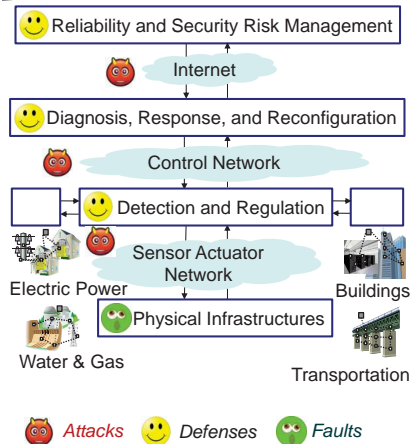 Reliability and Security Risk Management
Internet
Diagnosis, Response, and Reconfiguration
Control Network
Detection and Regulation
Sensor Actuator
Network
Electric Power
Buildings
Physical Infrastructures
Water & Gas
Transportation
Attacks
Defenses
Faults